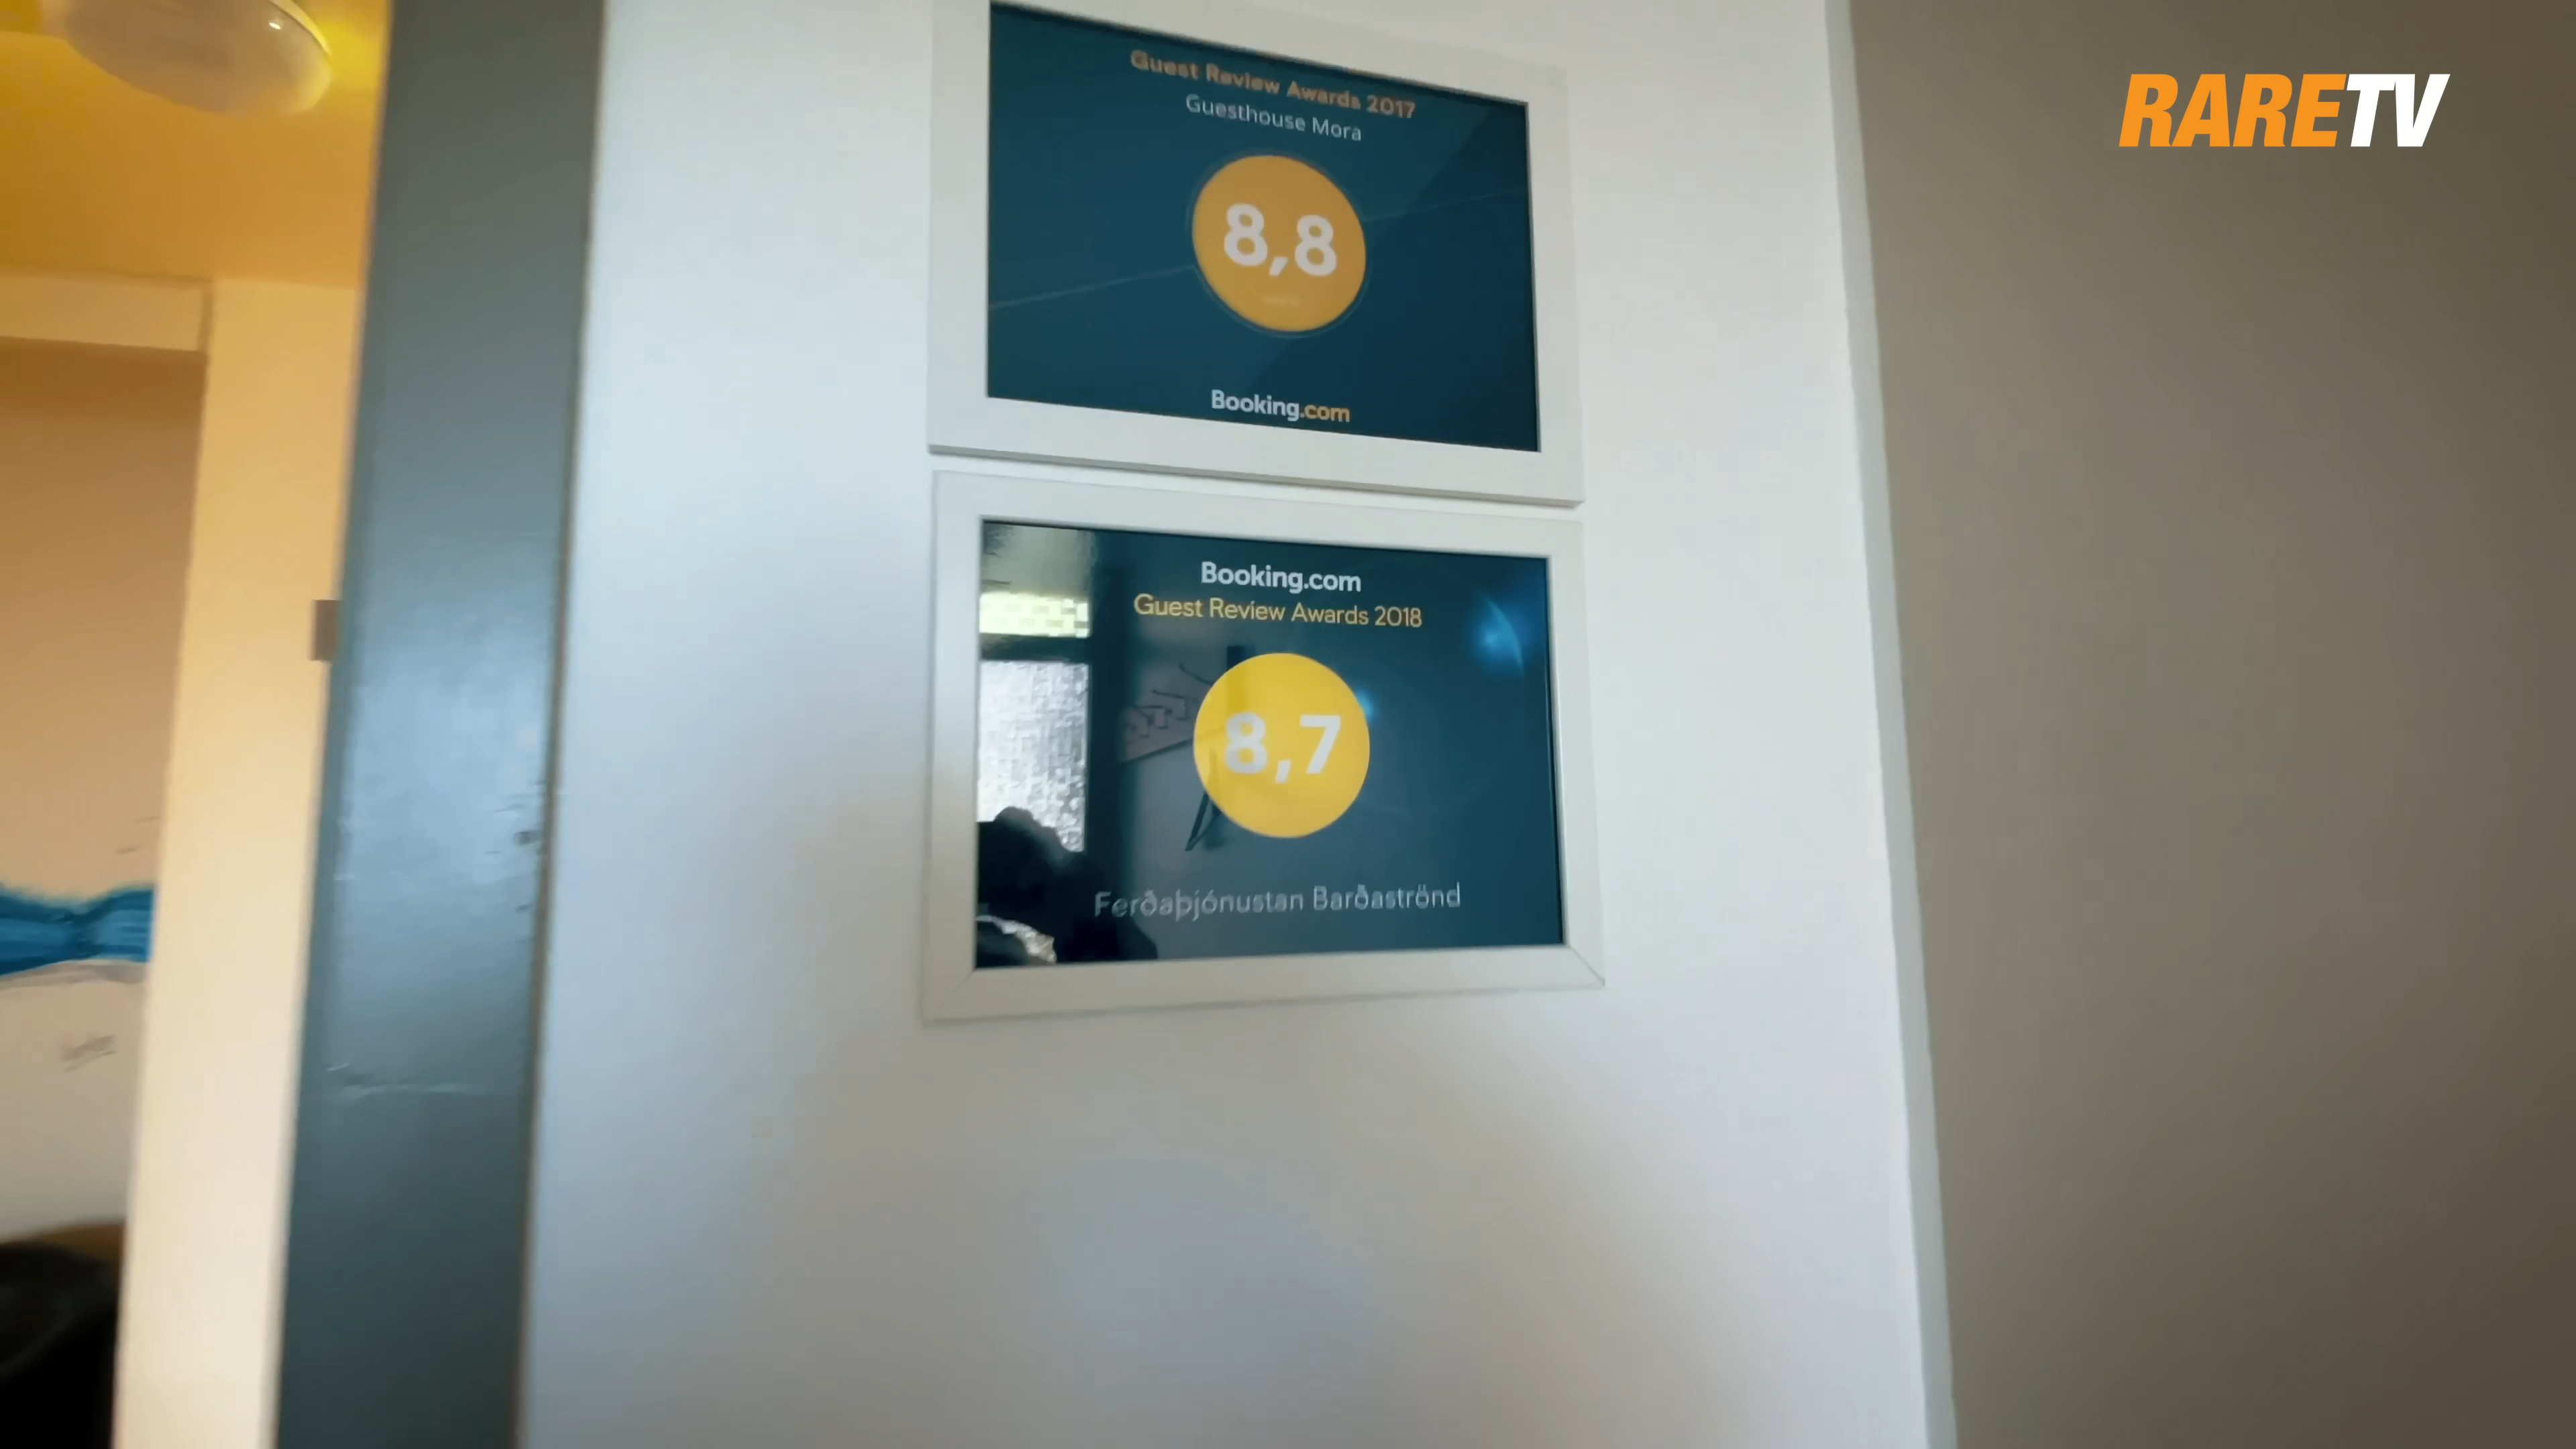 RARETV
Guest Review Awards 2017
Guesthouse Mora
8,8
Booking.com
Booking.com
Guest Review Awards 2018
8,7
Ferðaþjónustan Barðaströnd